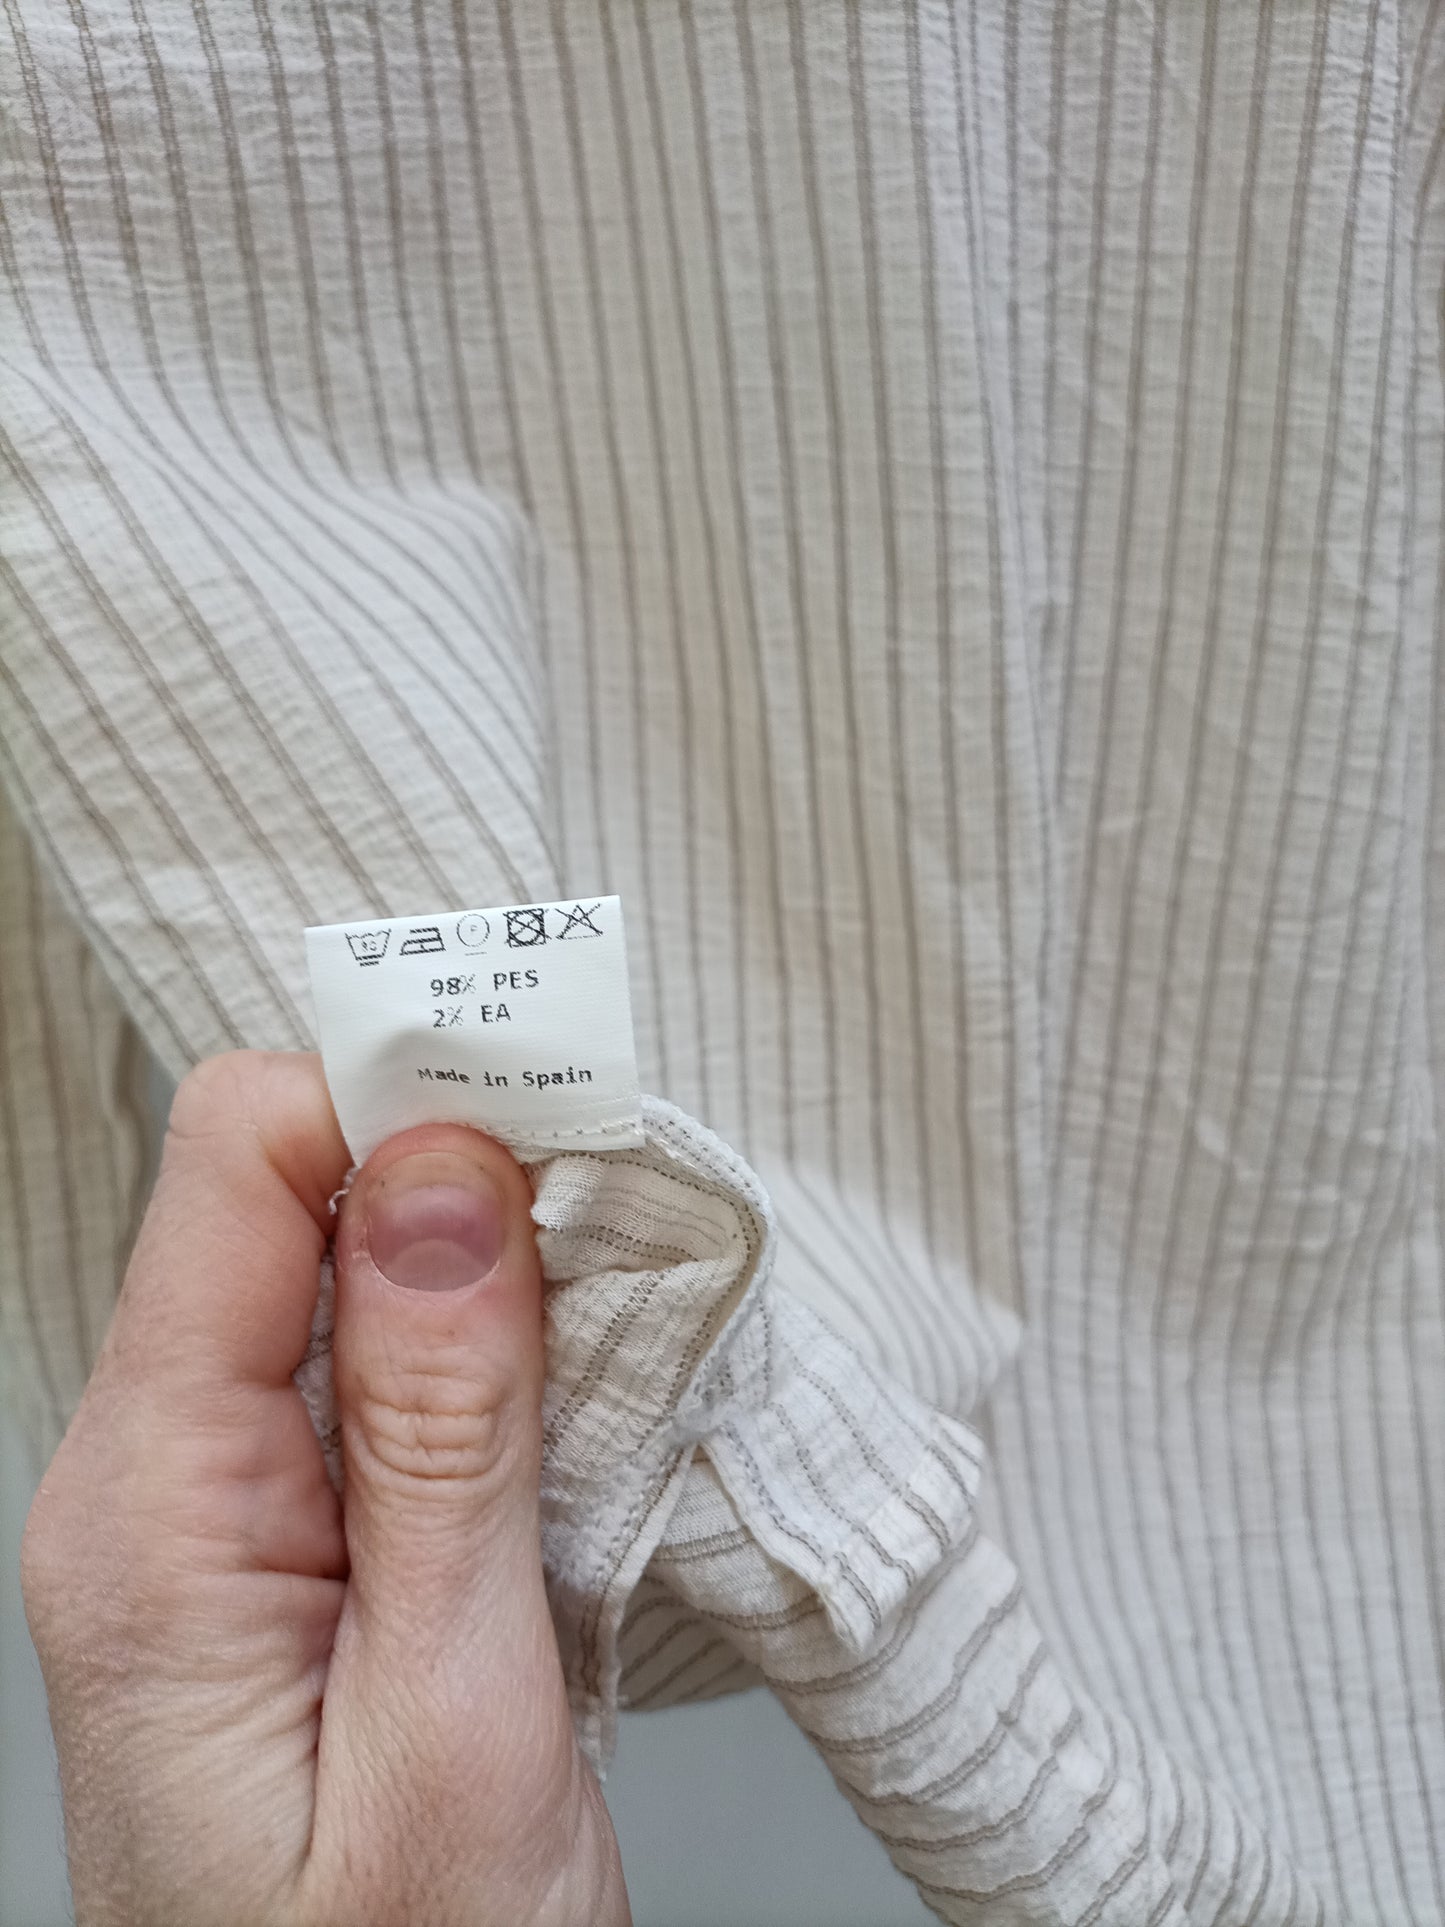 98% PES
2% EA
Made in Spain